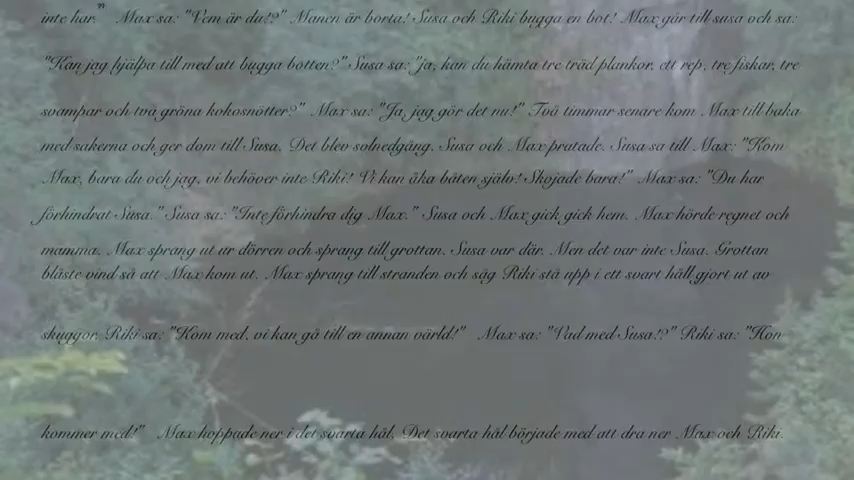 inte har." Max sa: "Vem är du!?" Manen är borta! Susa och Riki bugga en bot! Max går till susa och sa:
"Kan jag hjälpa till med att bugga botten?" Susa sa: "ja, kan du hämta tre träd plankor, ett rep, tre fiskar, tre
svampar och två gröna kokosnötter?" Max sa: "Ja, jag gör det nu!" Två timmar senare kom Max till baka
med sakerna och ger dom till Susa. Det blev solnedgång. Susa och Max pratade. Susa sa till Max: "Kom
Max, bara du och jag, vi behöver inte Riki! Vi kan åka båten själv! Skojade bara!" Max sa: "Du har
förhindrat Susa." Susa sa: "Inte förhindra dig Max." Susa och Max gick gick hem. Max hörde regnet och
mamma. Max sprang ut ur dörren och sprang till grottan. Susa var där. Men det var inte Susa. Grottan
blåste vind så att Max kom ut. Max sprang till stranden och såg Riki stå upp i ett svart håll gjort ut av
skuggor. Riki sa: "Kom med, vi kan gå till en annan värld!" Max sa: "Vad med Susa!?" Riki sa: "Hon
kommer med!" Max hoppade ner i det svarta hål. Det svarta hål började med att dra ner Max och Riki.